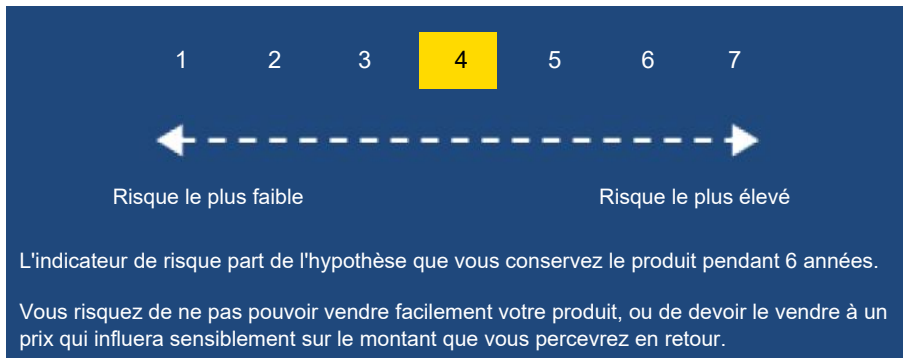 1 2 3 4 5 6 7
Risque le plus faible Risque le plus élevé
L'indicateur de risque part de l'hypothèse que vous conservez le produit pendant 6 années.
Vous risquez de ne pas pouvoir vendre facilement votre produit, ou de devoir le vendre à un
prix qui influera sensiblement sur le montant que vous percevrez en retour.